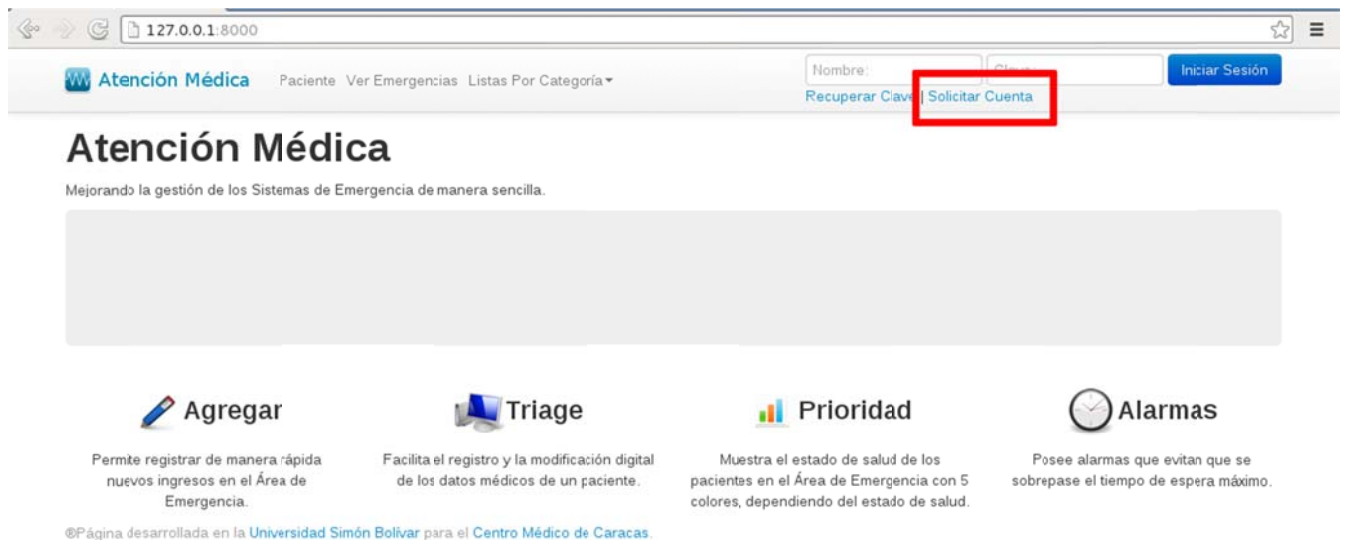 127.0.0.1:8000
Atención Médica Paciente Ver Emergencias Listas Por Categoría Nombre: Clave: Iniciar Sesión
Recuperar Clave | Solicitar Cuenta
Atención Médica
Mejorando la gestión de los Sistemas de Emergencia de manera sencilla.
Agregar Triage Prioridad Alarmas
Permite registrar de manera rápida
nuevos ingresos en el Área de
Emergencia.
Facilita el registro y la modificación digital
de los datos médicos de un paciente.
Muestra el estado de salud de los
pacientes en el Área de Emergencia con 5
colores, dependiendo del estado de salud.
Posee alarmas que evitan que se
sobrepase el tiempo de espera máximo.
®Página desarrollada en la Universidad Simón Bolívar para el Centro Médico de Caracas.